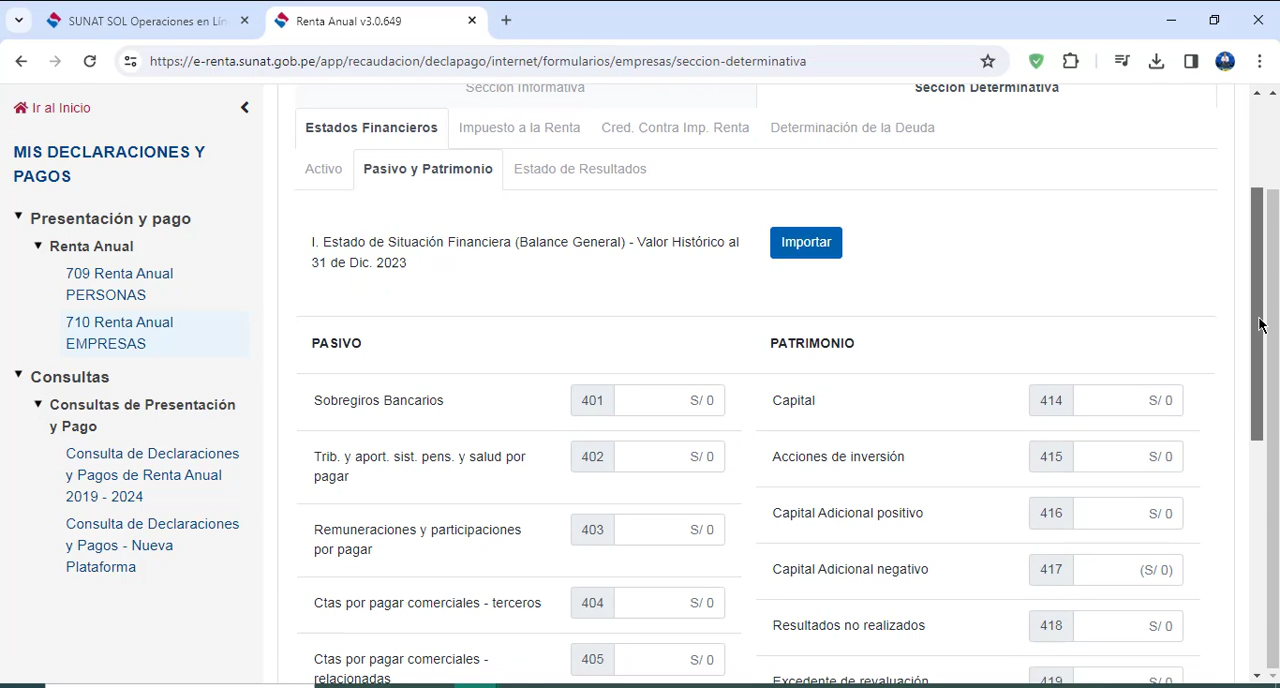 SUNAT SOL Operaciones en Lín
Renta Anual v3.0.649
https://e-renta.sunat.gob.pe/app/recaudacion/declapago/internet/formularios/empresas/seccion-determinativa
Ir al Inicio
MIS DECLARACIONES Y
PAGOS
Presentación y pago
Renta Anual
709 Renta Anual
PERSONAS
710 Renta Anual
EMPRESAS
Consultas
Consultas de Presentación
y Pago
Consulta de Declaraciones
y Pagos de Renta Anual
2019 - 2024
Consulta de Declaraciones
y Pagos - Nueva
Plataforma
Sección Informativa
Sección Determinativa
Estados Financieros
Impuesto a la Renta
Cred. Contra Imp. Renta
Determinación de la Deuda
Activo
Pasivo y Patrimonio
Estado de Resultados
I. Estado de Situación Financiera (Balance General) - Valor Histórico al
31 de Dic. 2023
Importar
PASIVO
Sobregiros Bancarios
401
S/ 0
Trib. y aport. sist. pens. y salud por
pagar
402
S/ 0
Remuneraciones y participaciones
por pagar
403
S/ 0
Ctas por pagar comerciales - terceros
404
S/ 0
Ctas por pagar comerciales -
relacionadas
405
S/ 0
PATRIMONIO
Capital
414
S/ 0
Acciones de inversión
415
S/ 0
Capital Adicional positivo
416
S/ 0
Capital Adicional negativo
417
(S/ 0)
Resultados no realizados
418
S/ 0
Excedente de revaluación
419
S/ 0